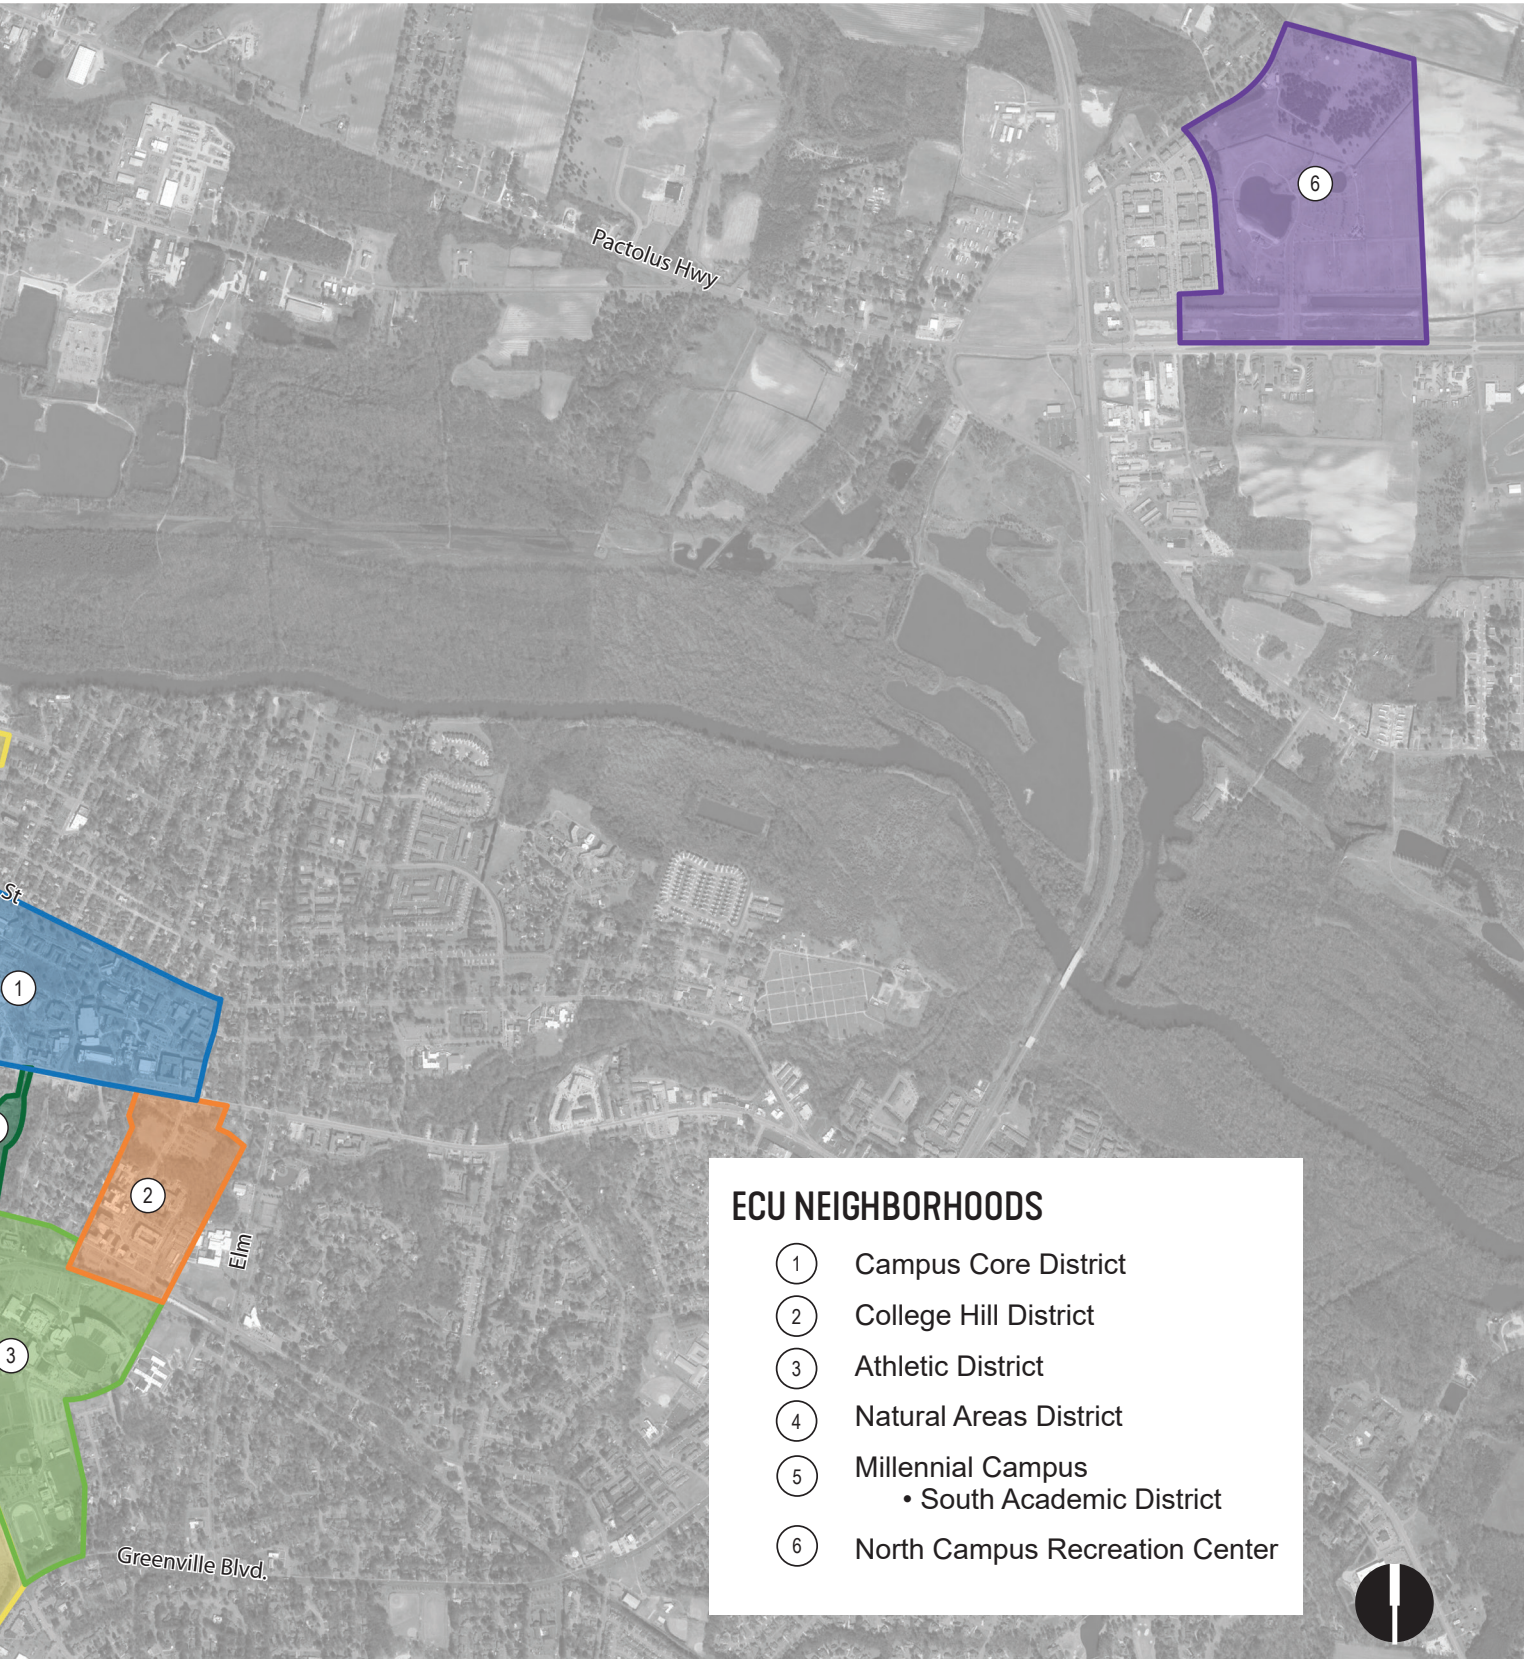 6
Pactolus Hwy
St
1
2
Elm
3
Greenville Blvd.
ECU NEIGHBORHOODS
1 Campus Core District
2 College Hill District
3 Athletic District
4 Natural Areas District
5 Millennial Campus
• South Academic District
6 North Campus Recreation Center